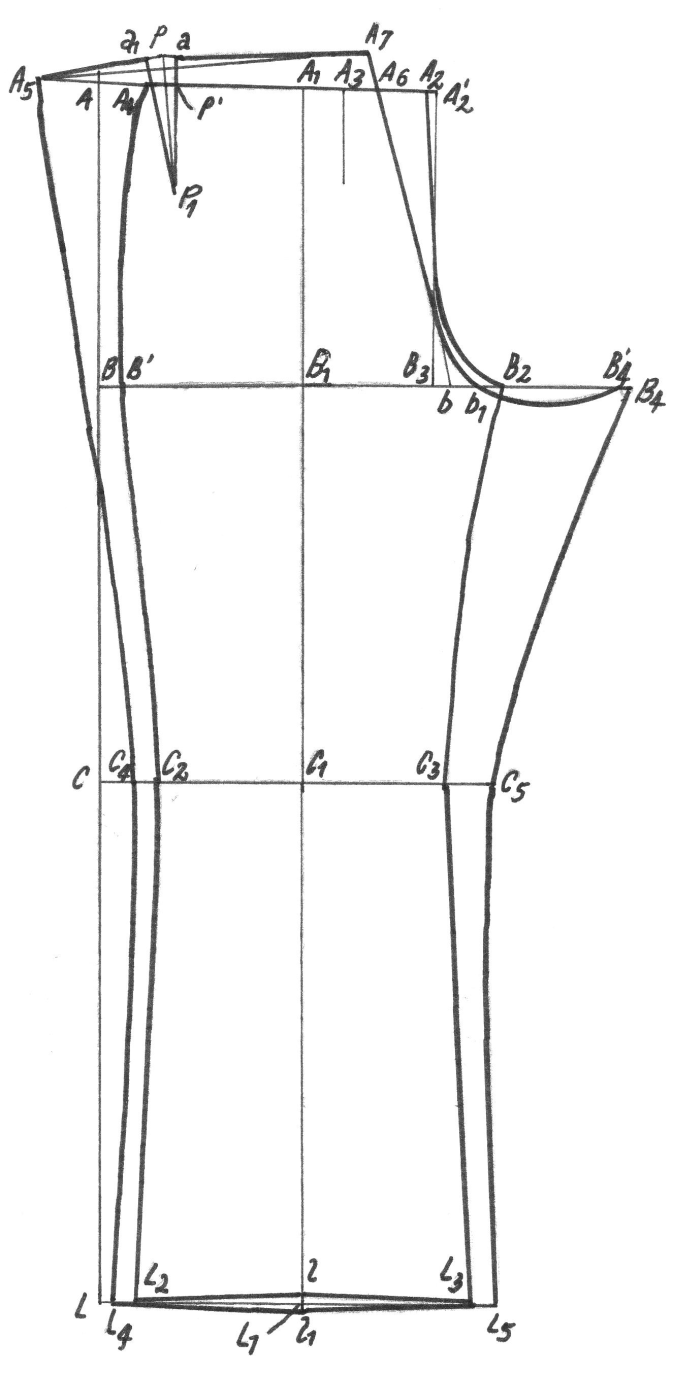 a₁ P a A₇
A₅ A A₄ P' A₁ A₃ A₆ A₂ A₂'
P₁
B B' B₁ B₃ B₂ B₄' B₄
b b₁
C C₄ C₂ C₁ C₃ C₅
L₂ l L₃
L L₄ L₁ l₁ L₅